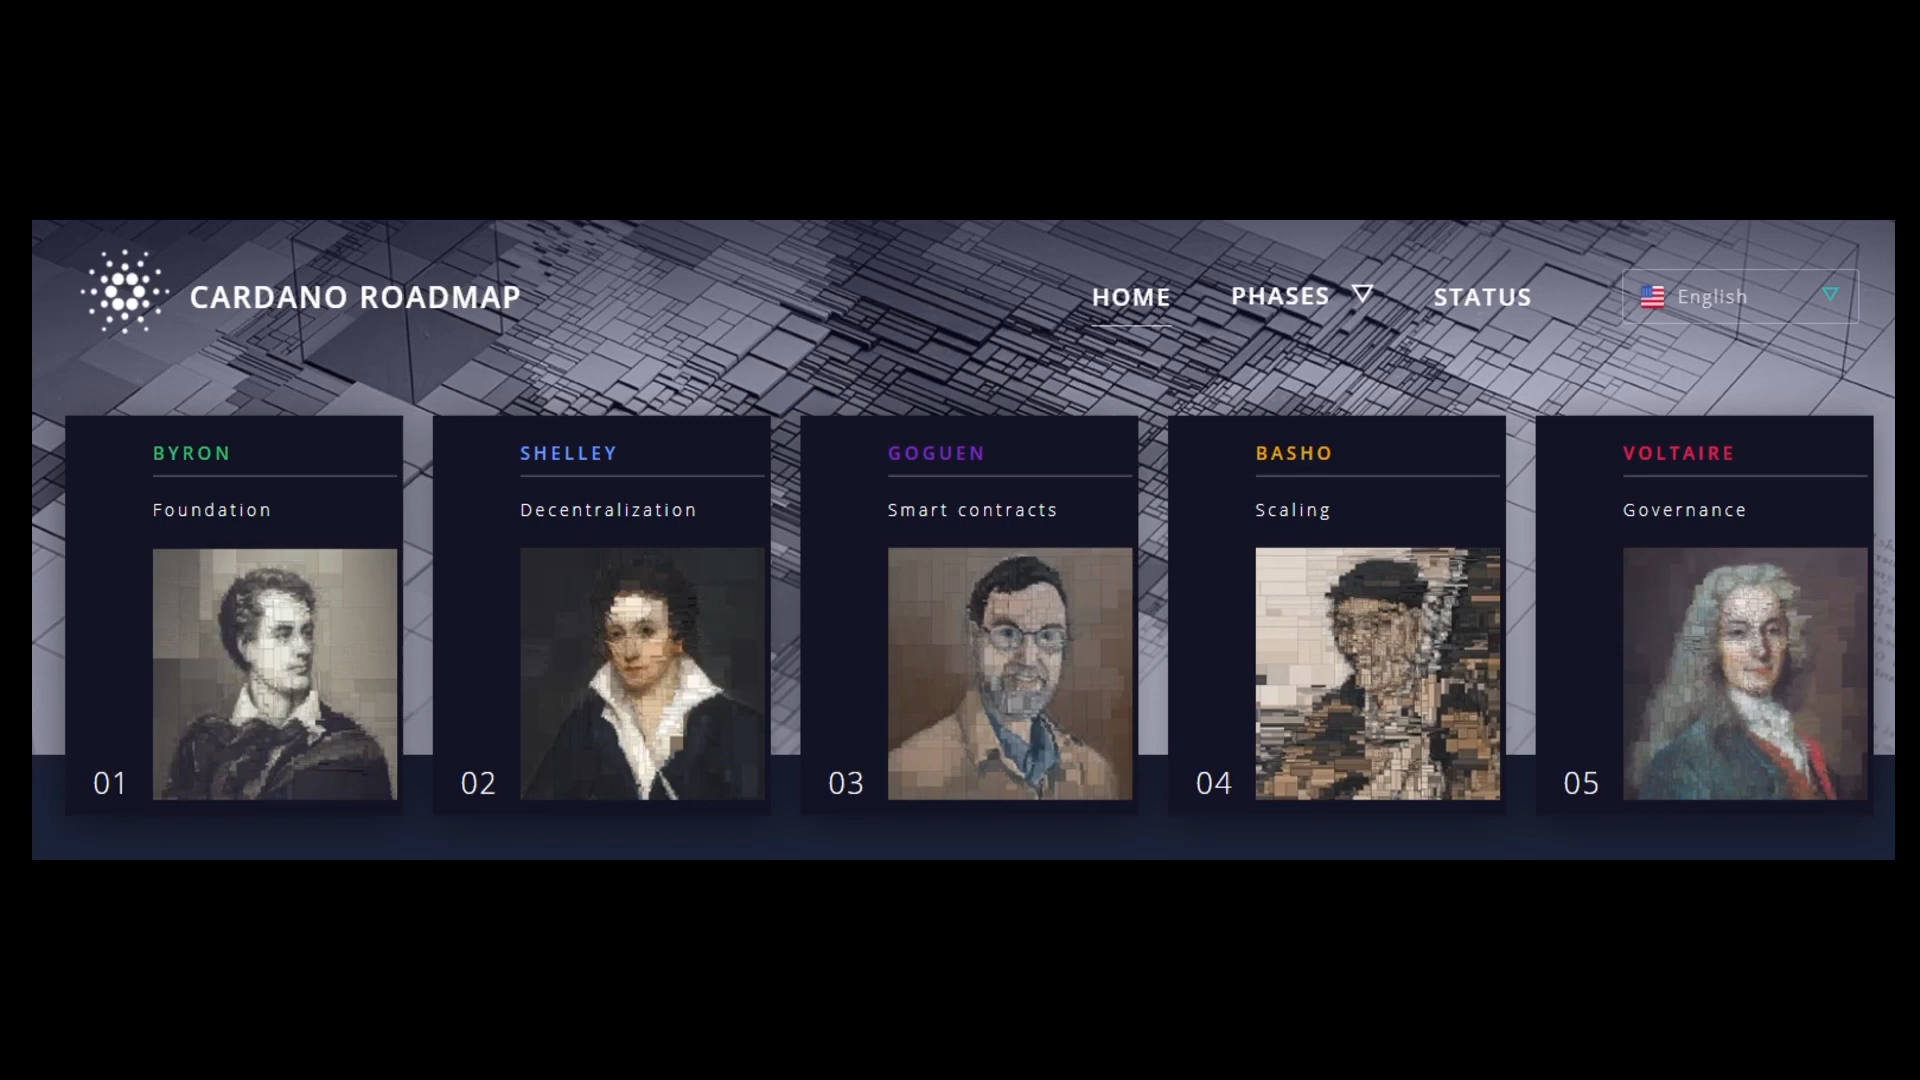 CARDANO ROADMAP
HOME
PHASES
STATUS
English
BYRON
Foundation
01
SHELLEY
Decentralization
02
GOGUEN
Smart contracts
03
BASHO
Scaling
04
VOLTAIRE
Governance
05